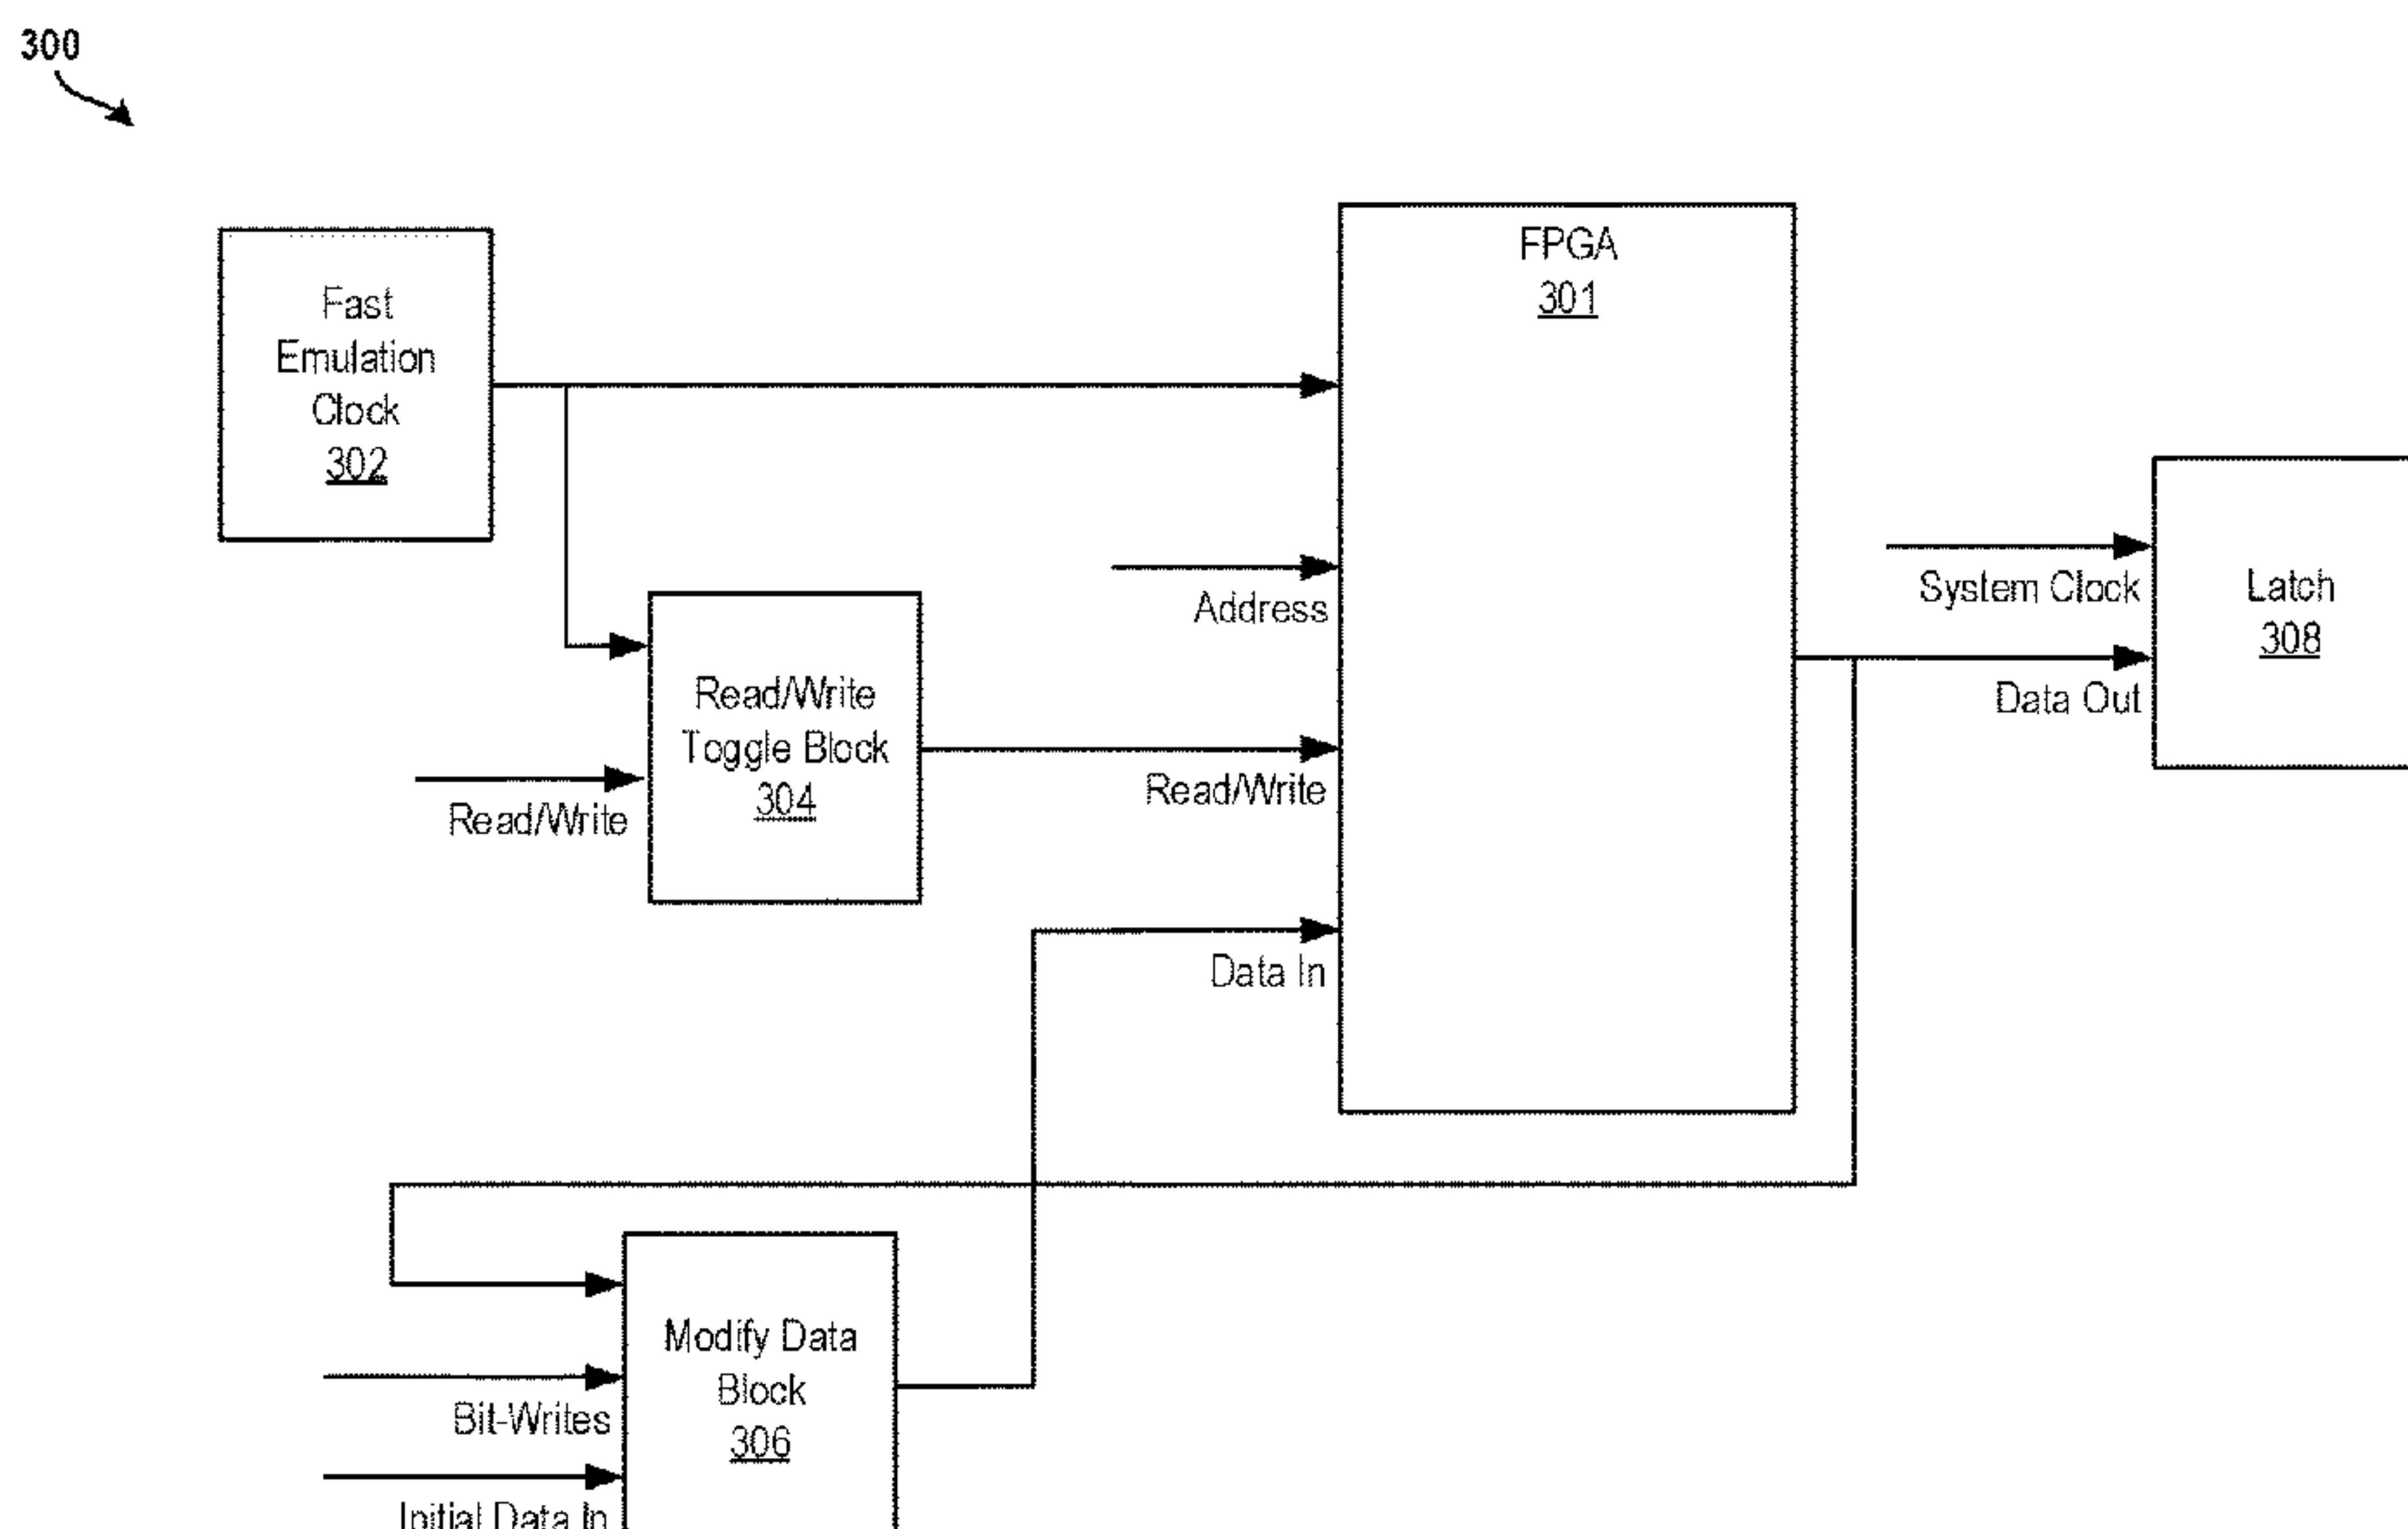 300
Fast
Emulation
Clock
302
FPGA
301
Address
Read/Write
Toggle Block
304
Read/Write
Read/Write
Data In
System Clock
Data Out
Latch
308
Modify Data
Block
306
Bit-Writes
Initial Data In